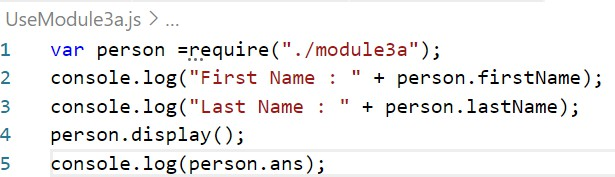 UseModule3a.js > ...
1 var person =require("./module3a");
2 console.log("First Name : " + person.firstName);
3 console.log("Last Name : " + person.lastName);
4 person.display();
5 console.log(person.ans);